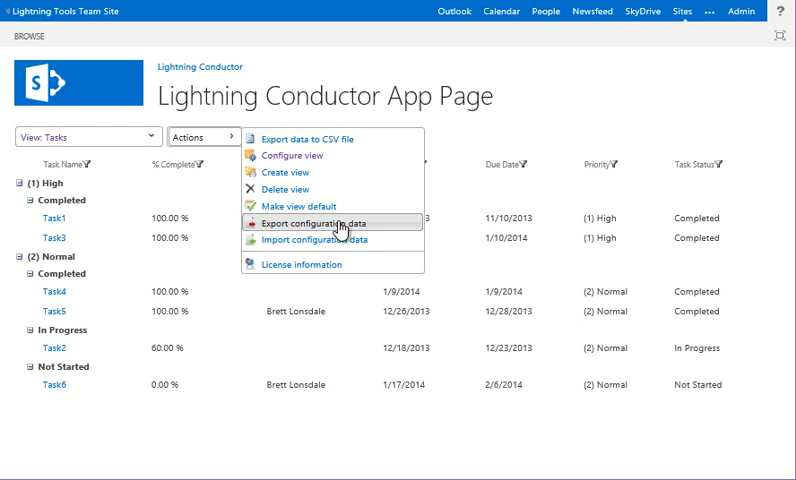 Lightning Tools Team Site Outlook Calendar People Newsfeed SkyDrive Sites ... Admin ?
BROWSE
S
Lightning Conductor
Lightning Conductor App Page
View: Tasks Actions
Export data to CSV file
Configure view
Create view
Delete view
Make view default
Export configuration data
Import configuration data
License information
Task Name % Complete Due Date Priority Task Status
(1) High
Completed
Task1 100.00 % 11/10/2013 (1) High Completed
Task3 100.00 % 1/10/2014 (1) High Completed
(2) Normal
Completed
Task4 100.00 % 1/9/2014 1/9/2014 (2) Normal Completed
Task5 100.00 % Brett Lonsdale 12/26/2013 12/28/2013 (2) Normal Completed
In Progress
Task2 60.00 % 12/18/2013 12/23/2013 (2) Normal In Progress
Not Started
Task6 0.00 % Brett Lonsdale 1/17/2014 2/6/2014 (2) Normal Not Started